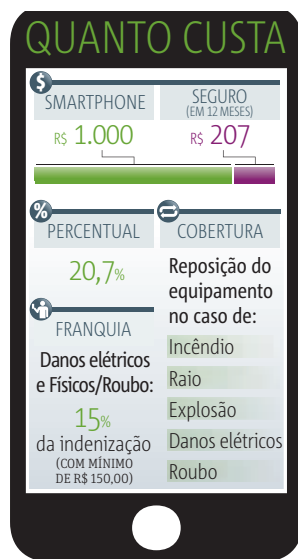 QUANTO CUSTA
$
SMARTPHONE
R$ 1.000
SEGURO
(EM 12 MESES)
R$ 207
%
PERCENTUAL
20,7%
FRANQUIA
Danos elétricos
e Físicos/Roubo:
15%
da indenização
(COM MÍNIMO
DE R$ 150,00)
COBERTURA
Reposição do
equipamento
no caso de:
Incêndio
Raio
Explosão
Danos elétricos
Roubo